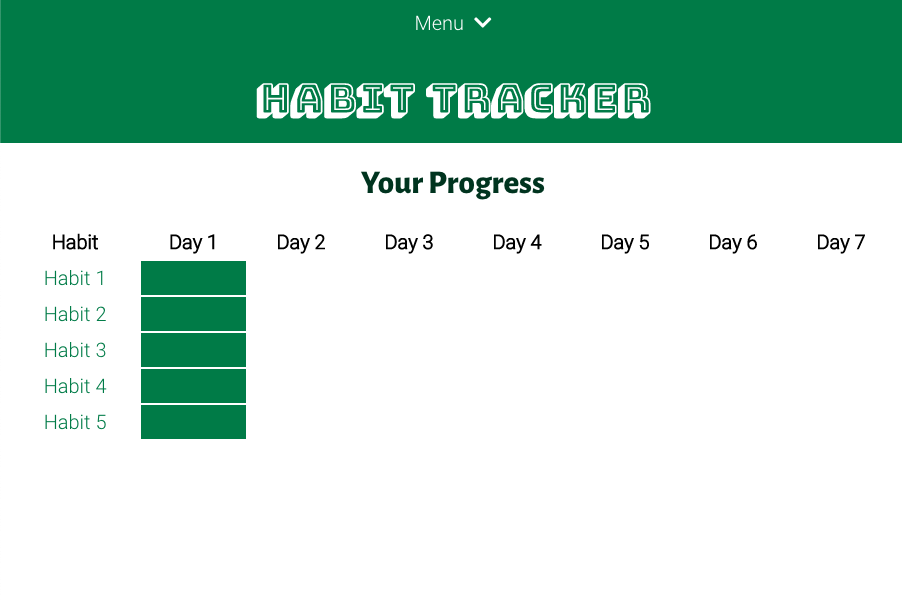 Menu
HABIT TRACKER
Your Progress
Habit Day 1 Day 2 Day 3 Day 4 Day 5 Day 6 Day 7
Habit 1
Habit 2
Habit 3
Habit 4
Habit 5